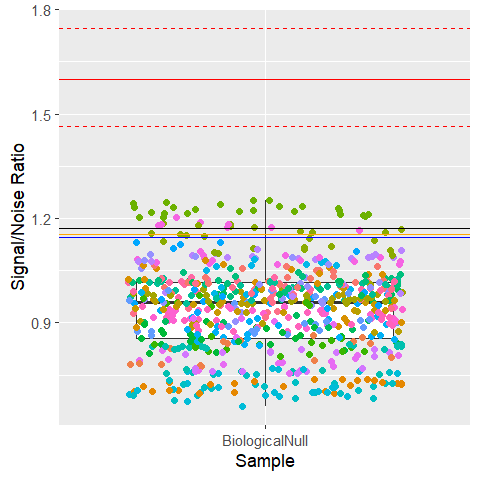 1.8
1.5
1.2
0.9
Signal/Noise Ratio
BiologicalNull
Sample